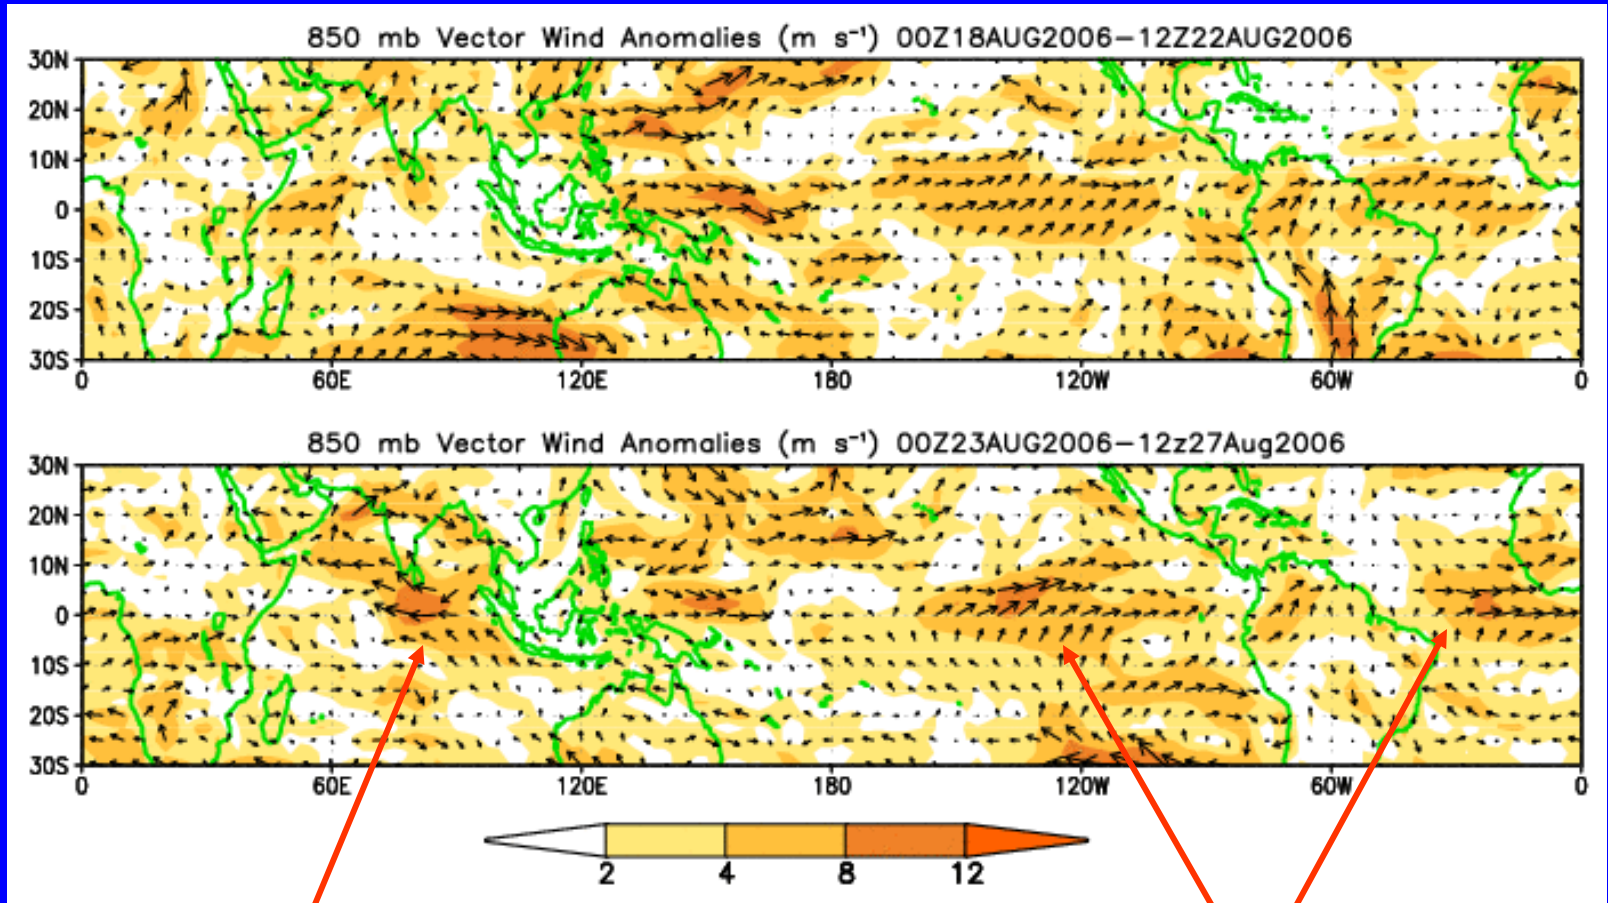 850 mb Vector Wind Anomalies (m s⁻¹) 00Z18AUG2006–12Z22AUG2006
30N
20N
10N
0
10S
20S
30S
0 60E 120E 180 120W 60W 0
850 mb Vector Wind Anomalies (m s⁻¹) 00Z23AUG2006–12z27Aug2006
30N
20N
10N
0
10S
20S
30S
0 60E 120E 180 120W 60W 0
2 4 8 12